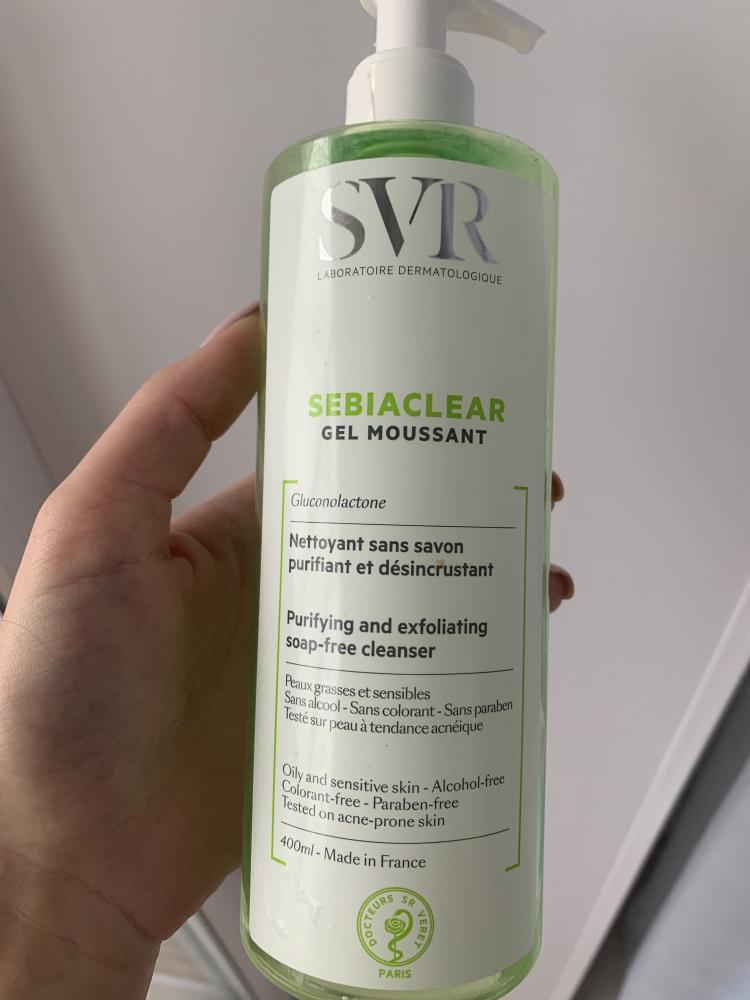 SVR
LABORATOIRE DERMATOLOGIQUE
SEBIACLEAR
GEL MOUSSANT
Gluconolactone
Nettoyant sans savon
purifiant et désincrustant
Purifying and exfoliating
soap-free cleanser
Peaux grasses et sensibles
Sans alcool - Sans colorant - Sans paraben
Testé sur peau à tendance acnéique
Oily and sensitive skin - Alcohol-free
Colorant-free - Paraben-free
Tested on acne-prone skin
400ml - Made in France
DOCTEURS SR VERET
PARIS